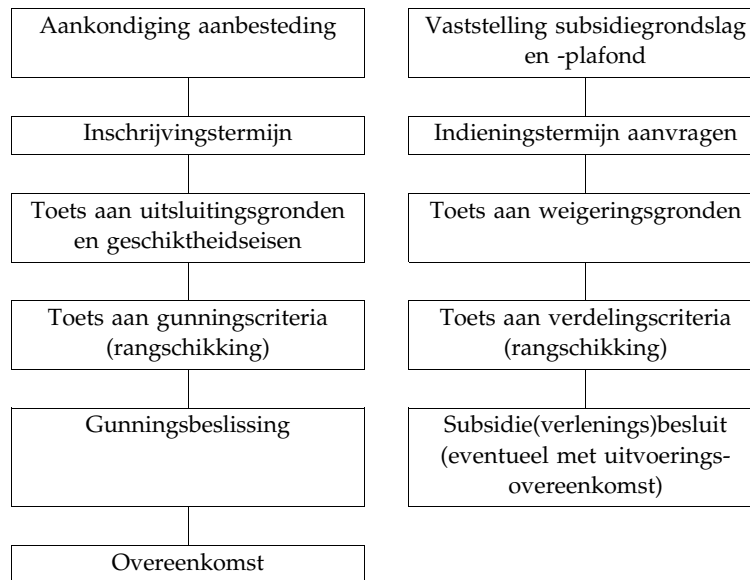 Aankondiging aanbesteding
Vaststelling subsidiegrondslag
en -plafond
Inschrijvingstermijn
Indieningstermijn aanvragen
Toets aan uitsluitingsgronden
en geschiktheidseisen
Toets aan weigeringsgronden
Toets aan gunningscriteria
(rangschikking)
Toets aan verdelingscriteria
(rangschikking)
Gunningsbeslissing
Subsidie(verlenings)besluit
(eventueel met uitvoerings-
overeenkomst)
Overeenkomst